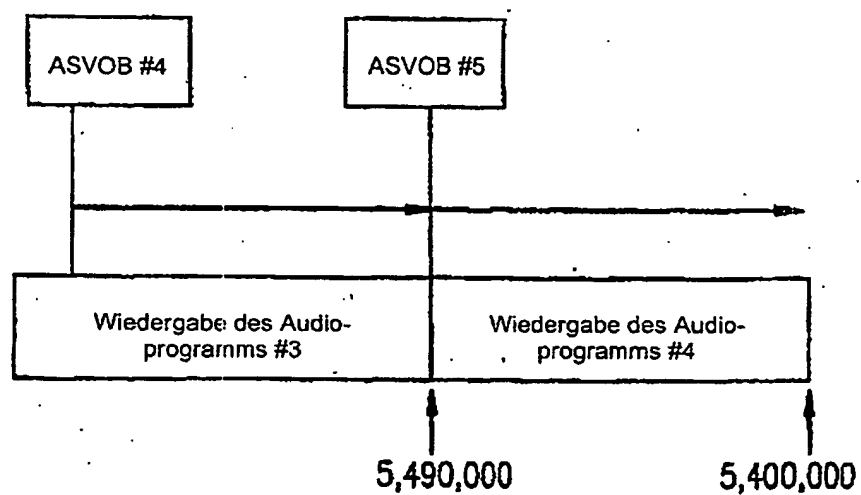 ASVOB #4
ASVOB #5
Wiedergabe des Audio-
programms #3
Wiedergabe des Audio-
programms #4
5,490,000
5,400,000